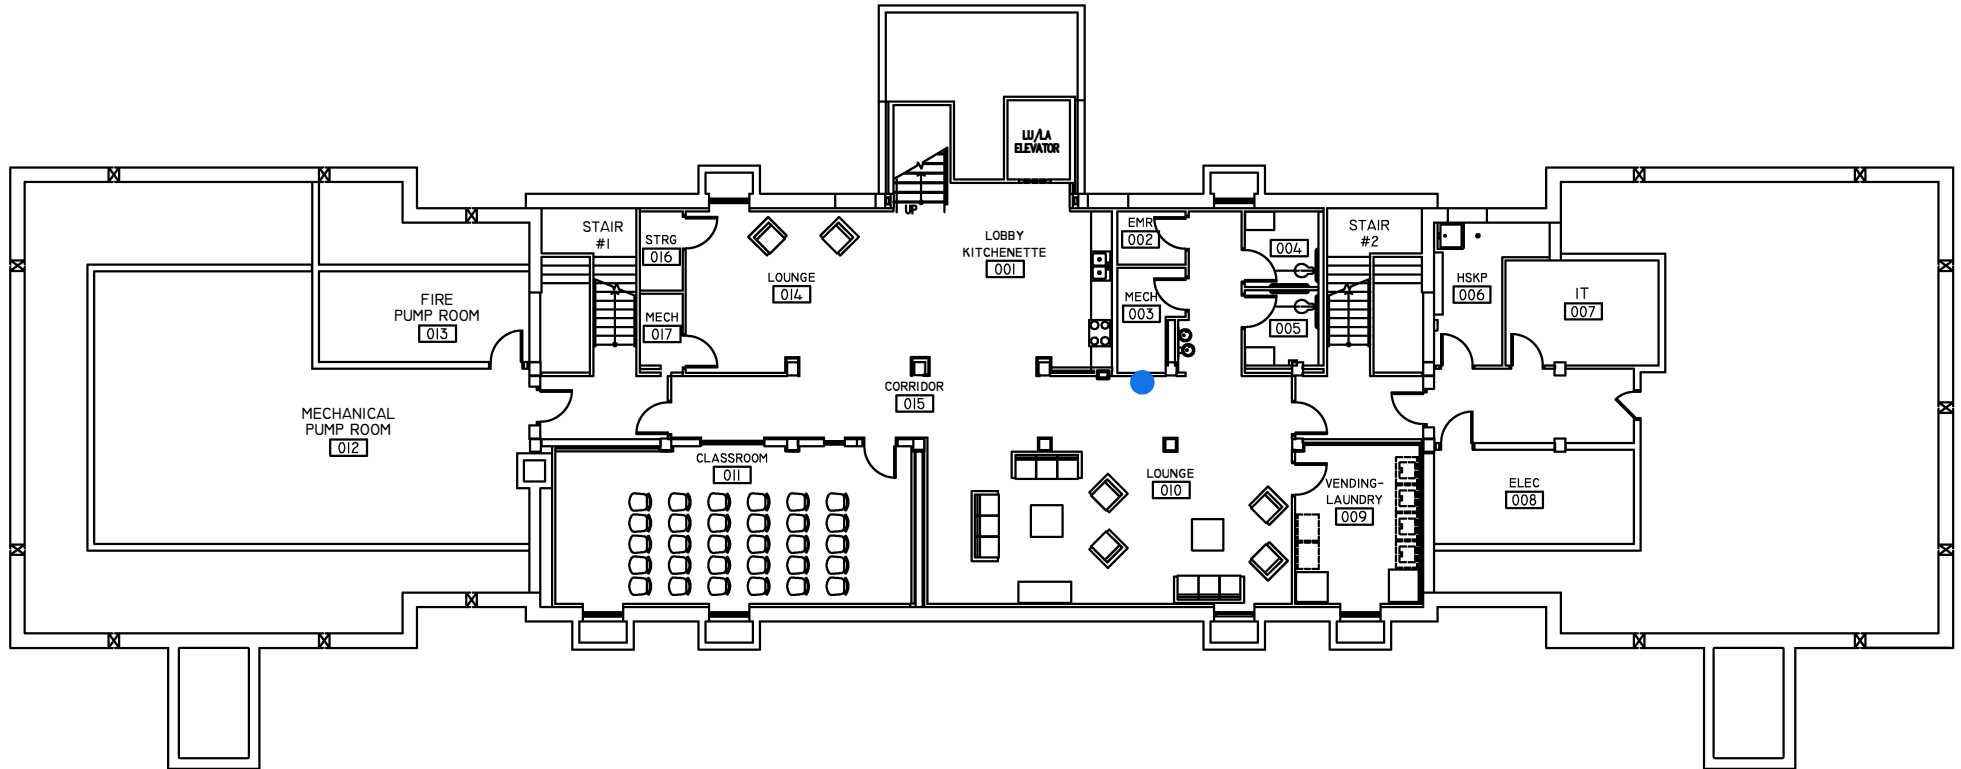 LU/LA
ELEVATOR
UP
STAIR
#1
STRG
016
LOUNGE
014
LOBBY
KITCHENETTE
001
EMR
002
004
STAIR
#2
HSKP
006
IT
007
FIRE
PUMP ROOM
013
MECH
017
MECH
003
005
CORRIDOR
015
MECHANICAL
PUMP ROOM
012
CLASSROOM
011
LOUNGE
010
VENDING-
LAUNDRY
009
ELEC
008